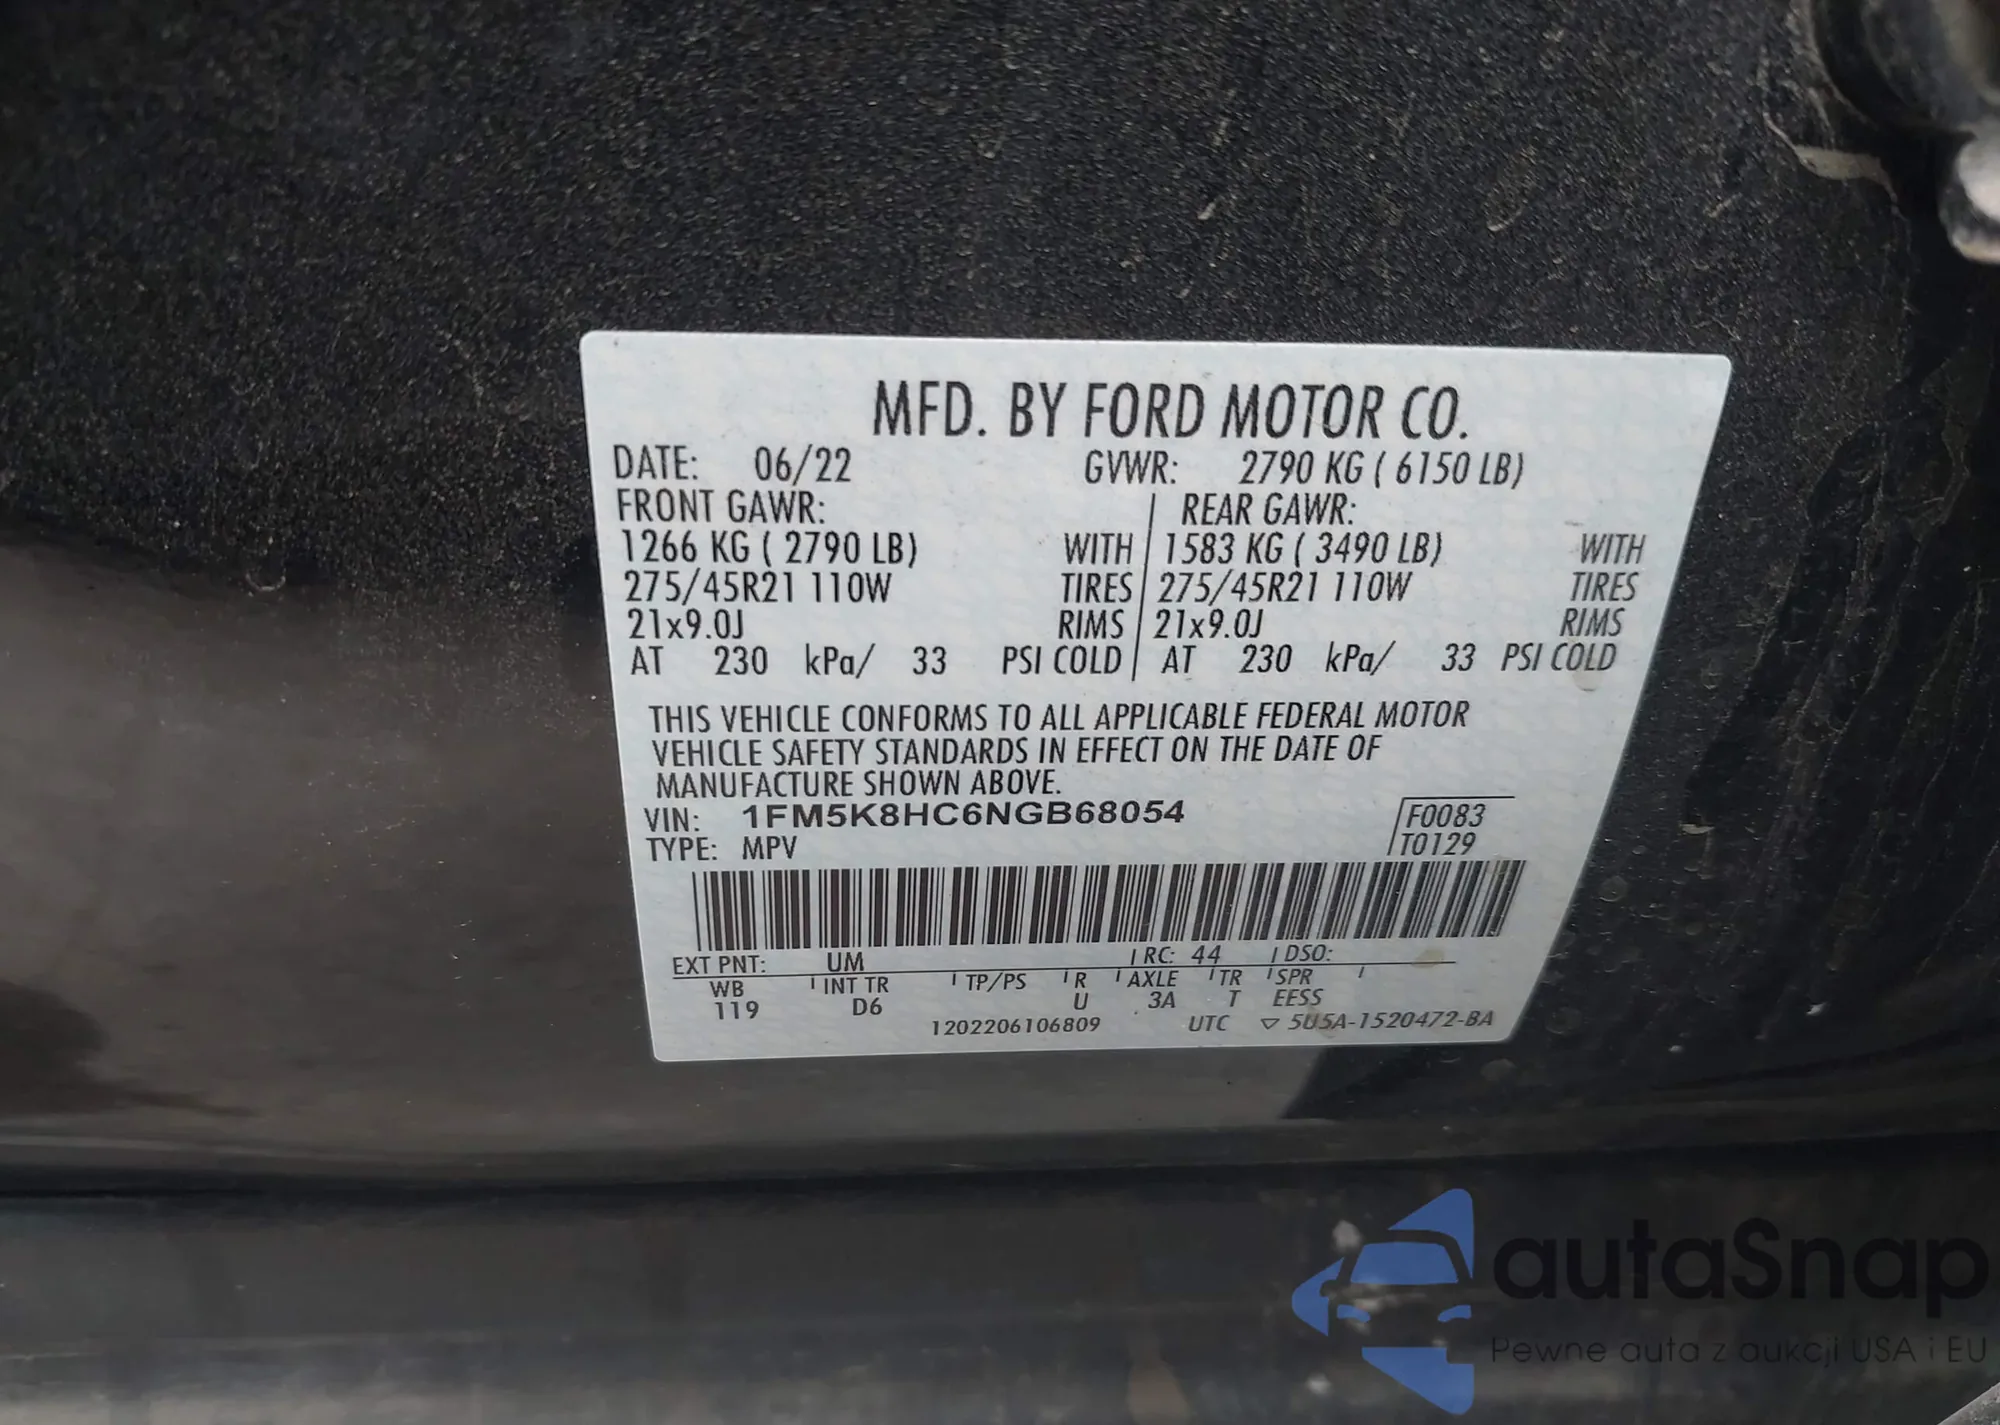 MFD. BY FORD MOTOR CO.
DATE: 06/22 GVWR: 2790 KG ( 6150 LB)
FRONT GAWR: REAR GAWR:
1266 KG ( 2790 LB) WITH 1583 KG ( 3490 LB) WITH
275/45R21 110W TIRES 275/45R21 110W TIRES
21x9.0J RIMS 21x9.0J RIMS
AT 230 kPa/ 33 PSI COLD AT 230 kPa/ 33 PSI COLD
THIS VEHICLE CONFORMS TO ALL APPLICABLE FEDERAL MOTOR
VEHICLE SAFETY STANDARDS IN EFFECT ON THE DATE OF
MANUFACTURE SHOWN ABOVE.
VIN: 1FM5K8HC6NGB68054 F0083
TYPE: MPV T0129
EXT PNT: UM RC: 44 DSO:
WB INT TR TP/PS R AXLE TR SPR
119 D6 U 3A T EESS
1202206106809 UTC ▽ 5U5A-1520472-BA
autaSnap
Pewne auta z aukcji USA i EU